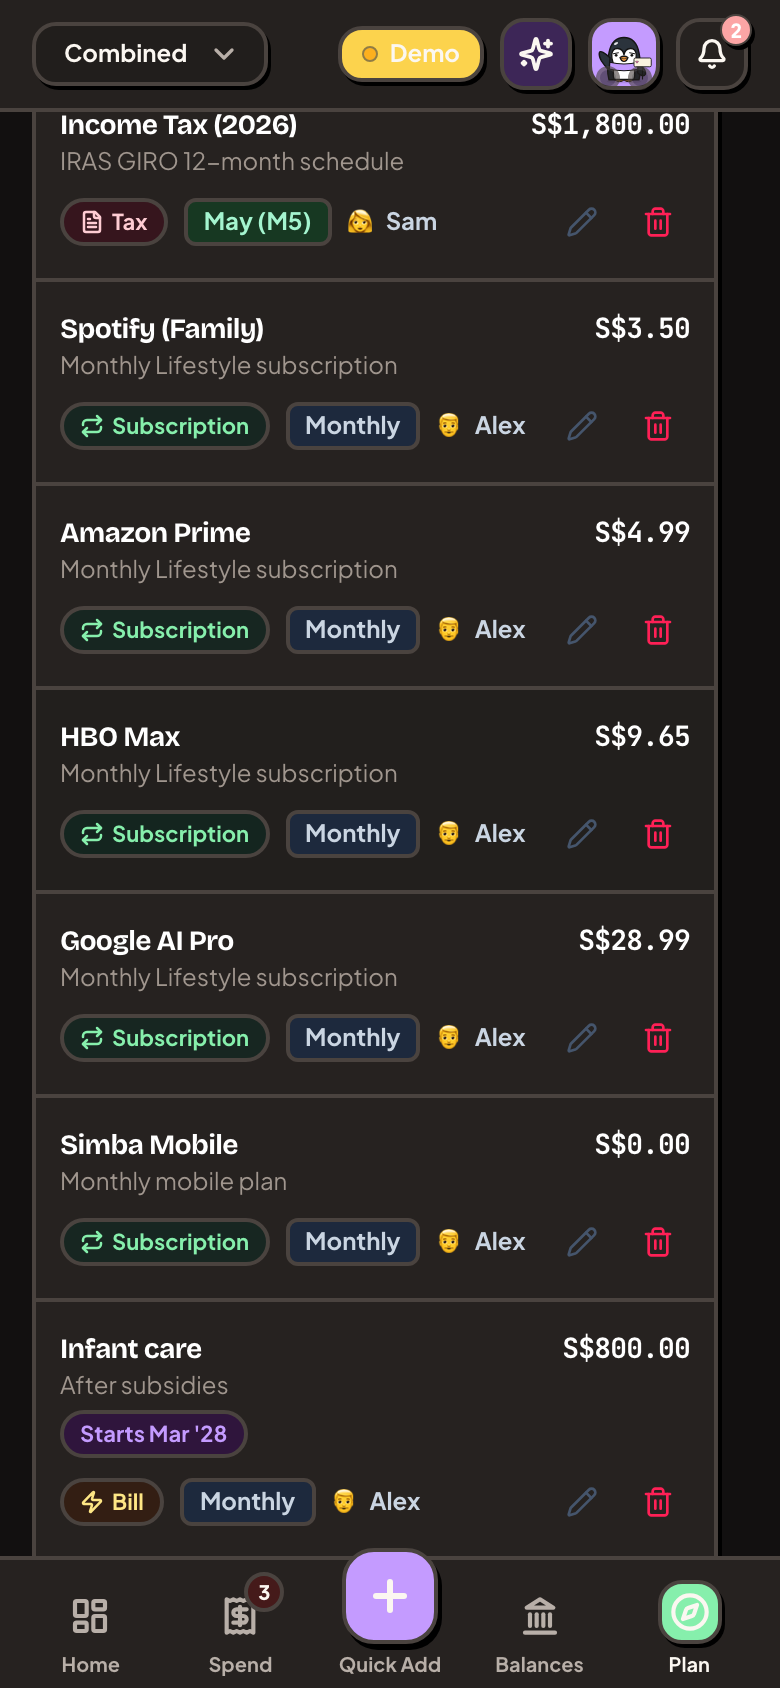 Combined
Demo
2
Income Tax (2026) S$1,800.00
IRAS GIRO 12-month schedule
Tax May (M5) Sam
Spotify (Family) S$3.50
Monthly Lifestyle subscription
Subscription Monthly Alex
Amazon Prime S$4.99
Monthly Lifestyle subscription
Subscription Monthly Alex
HBO Max S$9.65
Monthly Lifestyle subscription
Subscription Monthly Alex
Google AI Pro S$28.99
Monthly Lifestyle subscription
Subscription Monthly Alex
Simba Mobile S$0.00
Monthly mobile plan
Subscription Monthly Alex
Infant care S$800.00
After subsidies
Starts Mar '28
Bill Monthly Alex
3
Home Spend Quick Add Balances Plan